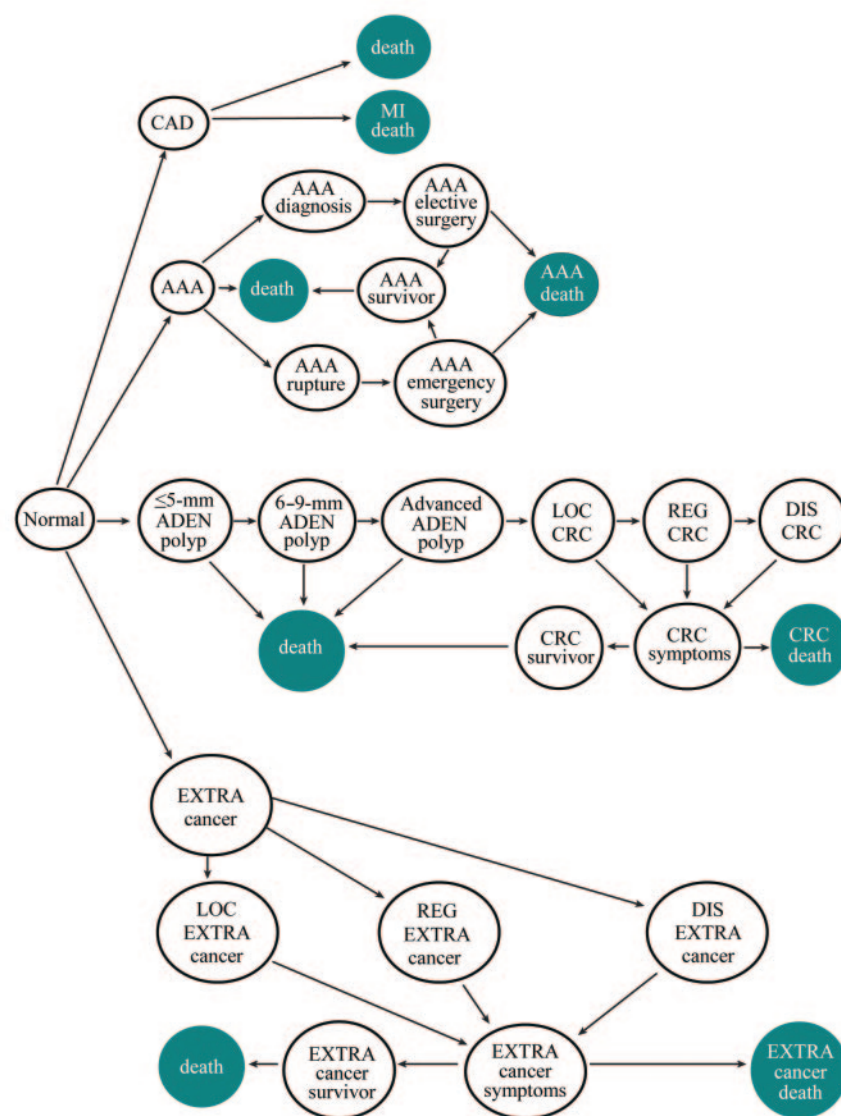 death
CAD
MI
death
AAA
diagnosis
AAA
elective
surgery
AAA
death
AAA
survivor
AAA
death
AAA
rupture
AAA
emergency
surgery
Normal
≤5-mm
ADEN
polyp
6-9-mm
ADEN
polyp
Advanced
ADEN
polyp
LOC
CRC
REG
CRC
DIS
CRC
death
CRC
survivor
CRC
symptoms
CRC
death
EXTRA
cancer
LOC
EXTRA
cancer
REG
EXTRA
cancer
DIS
EXTRA
cancer
death
EXTRA
cancer
survivor
EXTRA
cancer
symptoms
EXTRA
cancer
death